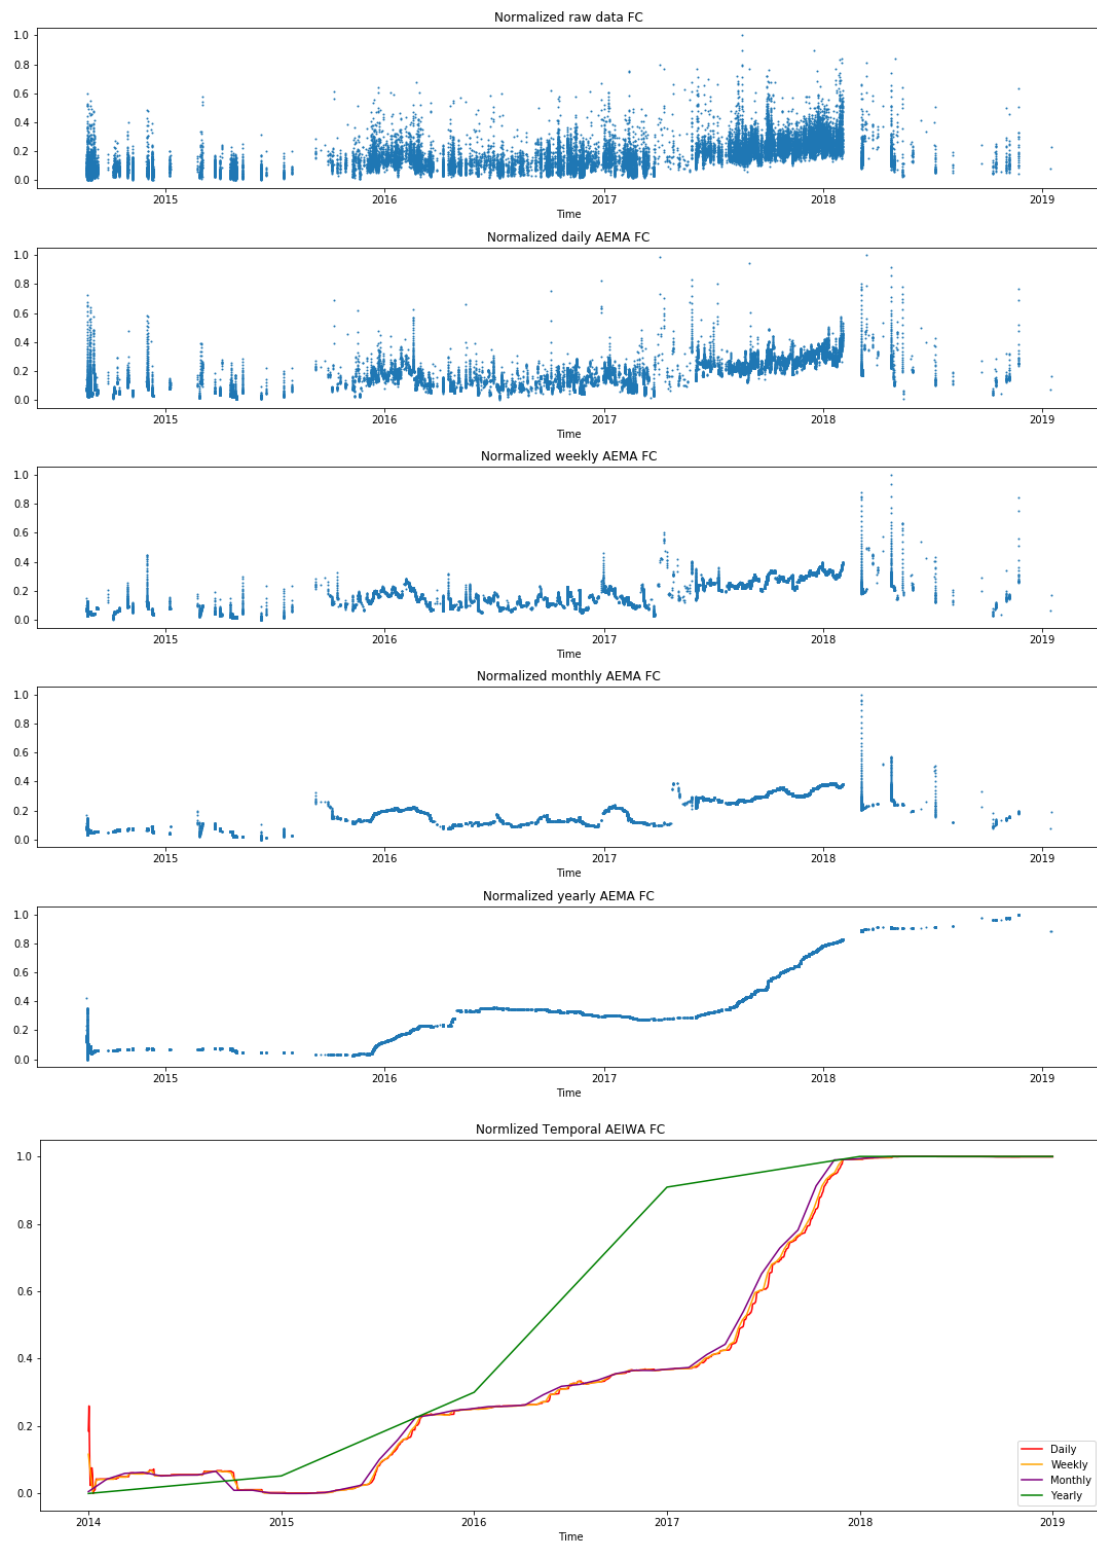 Normalized raw data FC
1.0
0.8
0.6
0.4
0.2
0.0
2015 2016 2017 2018 2019
Time
Normalized daily AEMA FC
1.0
0.8
0.6
0.4
0.2
0.0
2015 2016 2017 2018 2019
Time
Normalized weekly AEMA FC
1.0
0.8
0.6
0.4
0.2
0.0
2015 2016 2017 2018 2019
Time
Normalized monthly AEMA FC
1.0
0.8
0.6
0.4
0.2
0.0
2015 2016 2017 2018 2019
Time
Normalized yearly AEMA FC
1.0
0.8
0.6
0.4
0.2
0.0
2015 2016 2017 2018 2019
Time
Normlized Temporal AEIWA FC
1.0
0.8
0.6
0.4
0.2
0.0
Daily
Weekly
Monthly
Yearly
2014 2015 2016 2017 2018 2019
Time